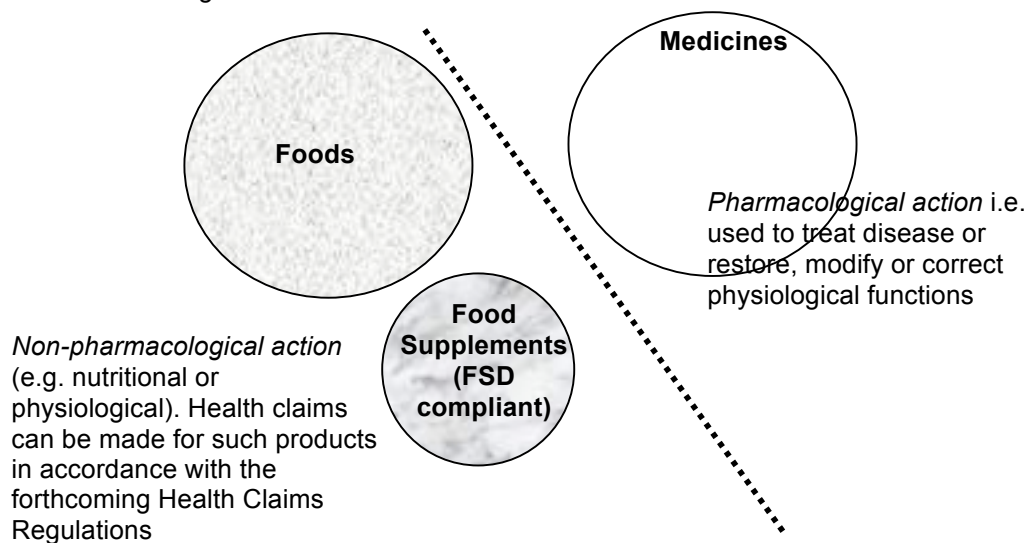 Medicines
Foods
Pharmacological action i.e.
used to treat disease or
restore, modify or correct
physiological functions
Food
Supplements
(FSD
compliant)
Non-pharmacological action
(e.g. nutritional or
physiological). Health claims
can be made for such products
in accordance with the
forthcoming Health Claims
Regulations